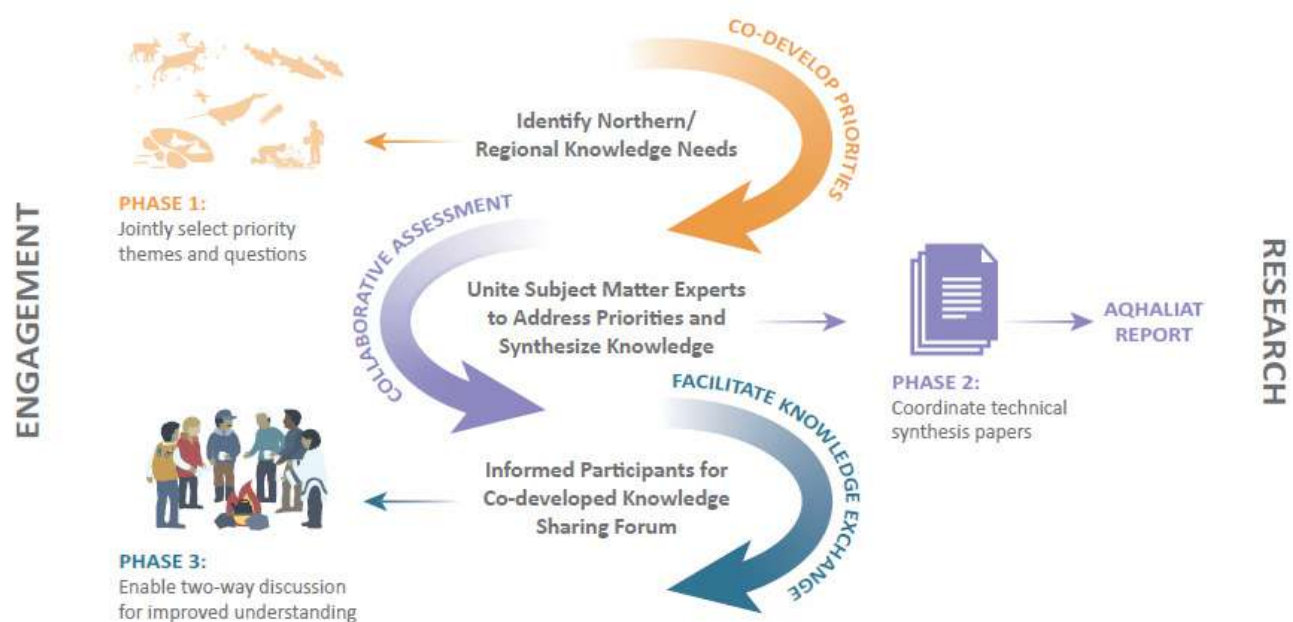 CO-DEVELOP PRIORITIES
Identify Northern/
Regional Knowledge Needs
PHASE 1:
Jointly select priority
themes and questions
ENGAGEMENT
COLLABORATIVE ASSESSMENT
Unite Subject Matter Experts
to Address Priorities and
Synthesize Knowledge
AQHALIAT
REPORT
RESEARCH
PHASE 2:
Coordinate technical
synthesis papers
FACILITATE KNOWLEDGE EXCHANGE
Informed Participants for
Co-developed Knowledge
Sharing Forum
PHASE 3:
Enable two-way discussion
for improved understanding